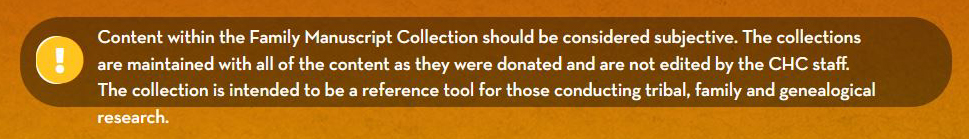 Content within the Family Manuscript Collection should be considered subjective. The collections
are maintained with all of the content as they were donated and are not edited by the CHC staff.
The collection is intended to be a reference tool for those conducting tribal, family and genealogical
research.